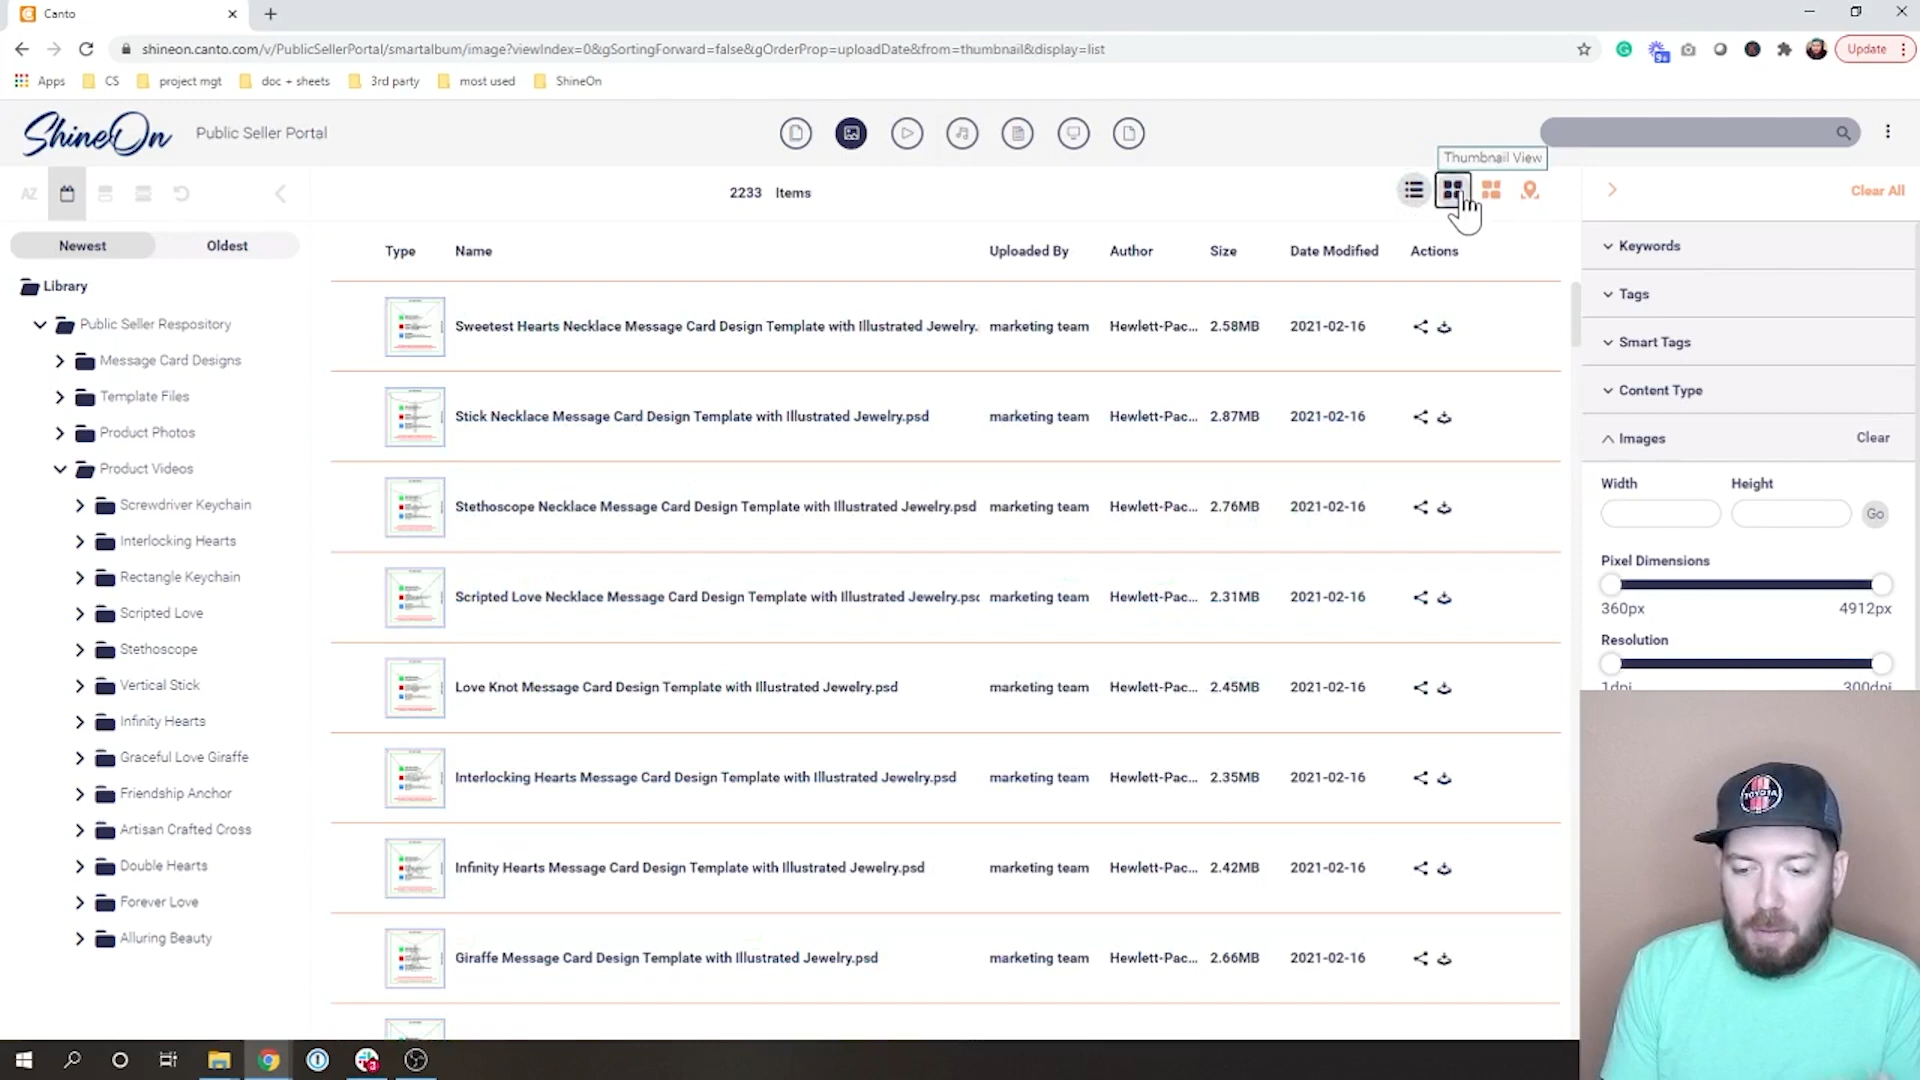 Canto
shineon.canto.com/v/PublicSellerPortal/smartalbum/image?viewIndex=0&gSortingForward=false&gOrderProp=uploadDate&from=thumbnail&display=list
Update
9+
Apps
CS
project mgt
doc + sheets
3rd party
most used
ShineOn
ShineOn
Public Seller Portal
Thumbnail View
AZ
2233 Items
Clear All
Newest
Oldest
Library
Public Seller Respository
Message Card Designs
Template Files
Product Photos
Product Videos
Screwdriver Keychain
Interlocking Hearts
Rectangle Keychain
Scripted Love
Stethoscope
Vertical Stick
Infinity Hearts
Graceful Love Giraffe
Friendship Anchor
Artisan Crafted Cross
Double Hearts
Forever Love
Alluring Beauty
Type Name Uploaded By Author Size Date Modified Actions
Sweetest Hearts Necklace Message Card Design Template with Illustrated Jewelry. marketing team Hewlett-Pac... 2.58MB 2021-02-16
Stick Necklace Message Card Design Template with Illustrated Jewelry.psd marketing team Hewlett-Pac... 2.87MB 2021-02-16
Stethoscope Necklace Message Card Design Template with Illustrated Jewelry.psd marketing team Hewlett-Pac... 2.76MB 2021-02-16
Scripted Love Necklace Message Card Design Template with Illustrated Jewelry.psd marketing team Hewlett-Pac... 2.31MB 2021-02-16
Love Knot Message Card Design Template with Illustrated Jewelry.psd marketing team Hewlett-Pac... 2.45MB 2021-02-16
Interlocking Hearts Message Card Design Template with Illustrated Jewelry.psd marketing team Hewlett-Pac... 2.35MB 2021-02-16
Infinity Hearts Message Card Design Template with Illustrated Jewelry.psd marketing team Hewlett-Pac... 2.42MB 2021-02-16
Giraffe Message Card Design Template with Illustrated Jewelry.psd marketing team Hewlett-Pac... 2.66MB 2021-02-16
Keywords
Tags
Smart Tags
Content Type
Images
Clear
Width
Height
Go
Pixel Dimensions
360px
4912px
Resolution
1dpi
300dpi
TOYOTA
3